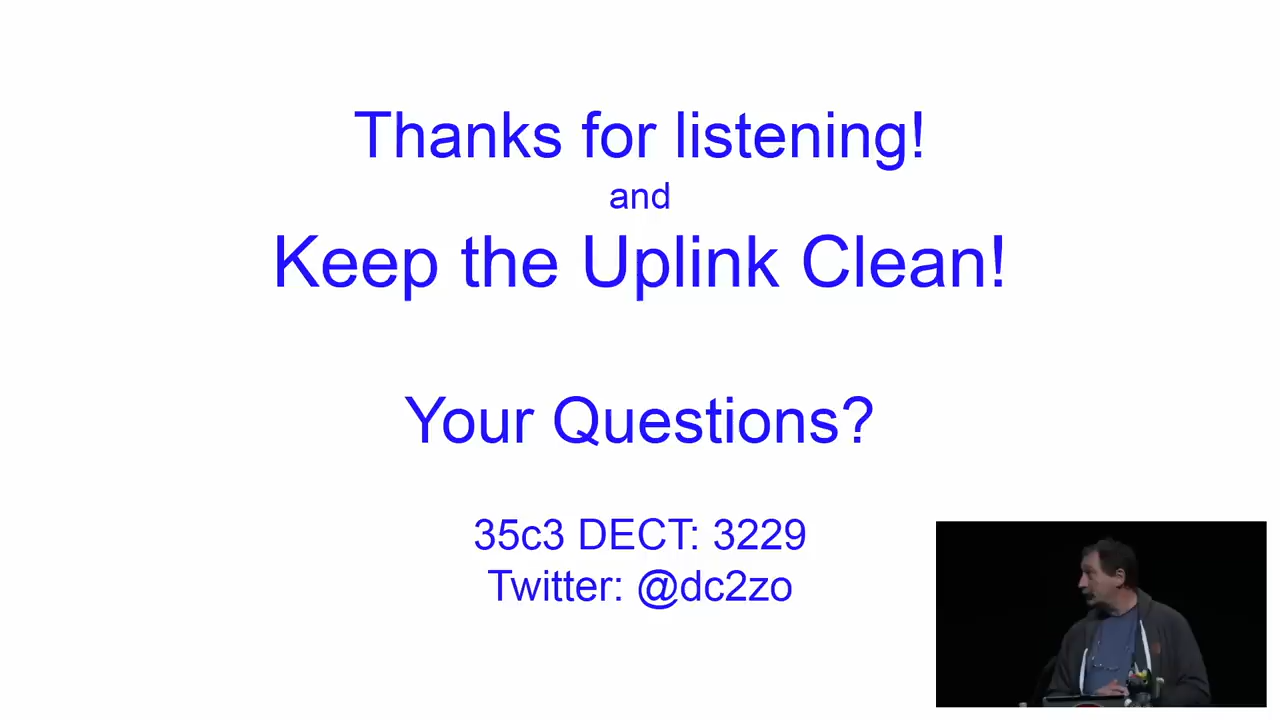 Thanks for listening!
and
Keep the Uplink Clean!
Your Questions?
35c3 DECT: 3229
Twitter: @dc2zo